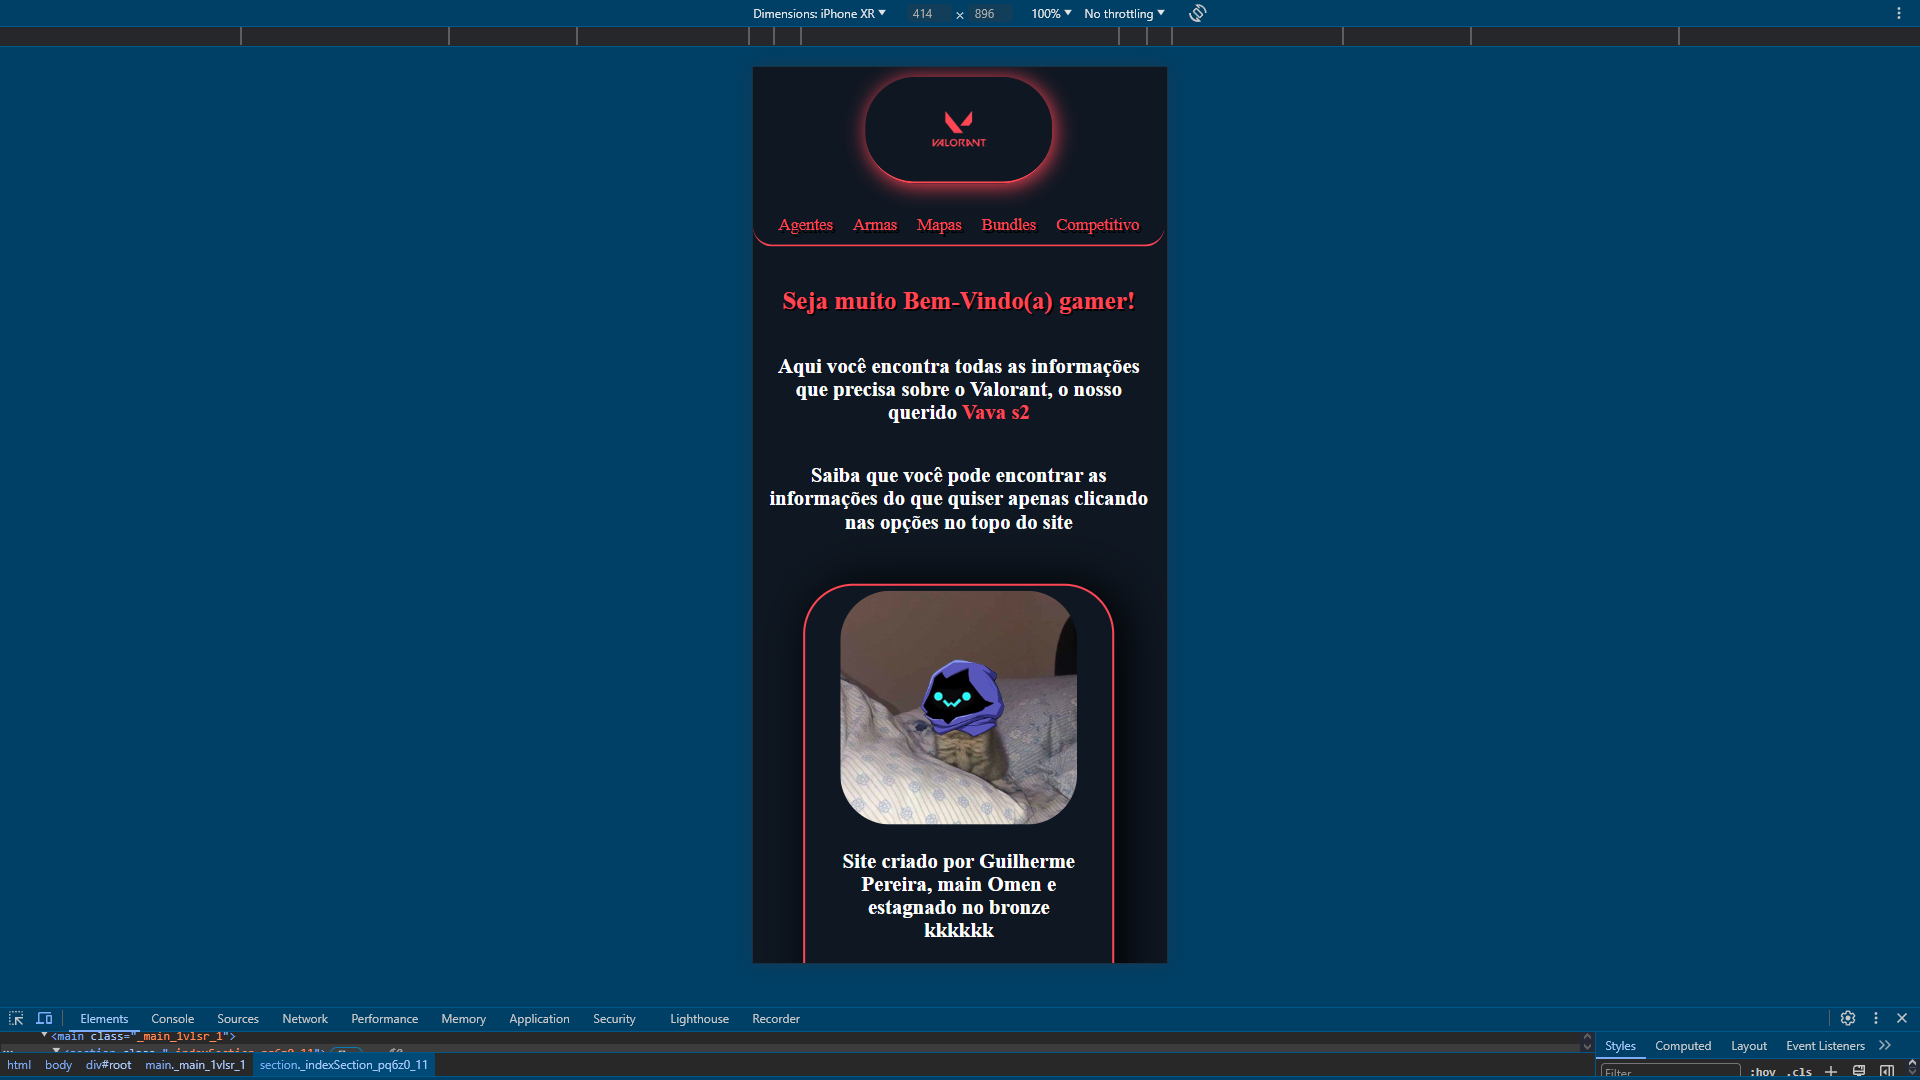 Dimensions: iPhone XR 414 × 896 100% No throttling
VALORANT
Agentes Armas Mapas Bundles Competitivo
Seja muito Bem-Vindo(a) gamer!
Aqui você encontra todas as informações
que precisa sobre o Valorant, o nosso
querido Vava s2
Saiba que você pode encontrar as
informações do que quiser apenas clicando
nas opções no topo do site
Site criado por Guilherme
Pereira, main Omen e
estagnado no bronze
kkkkkk
Elements Console Sources Network Performance Memory Application Security Lighthouse Recorder
<main class="_main_1vlsr_1">
html body div#root main._main_1vlsr_1 section._indexSection_pq6z0_11
Styles Computed Layout Event Listeners
Filter :hov .cls